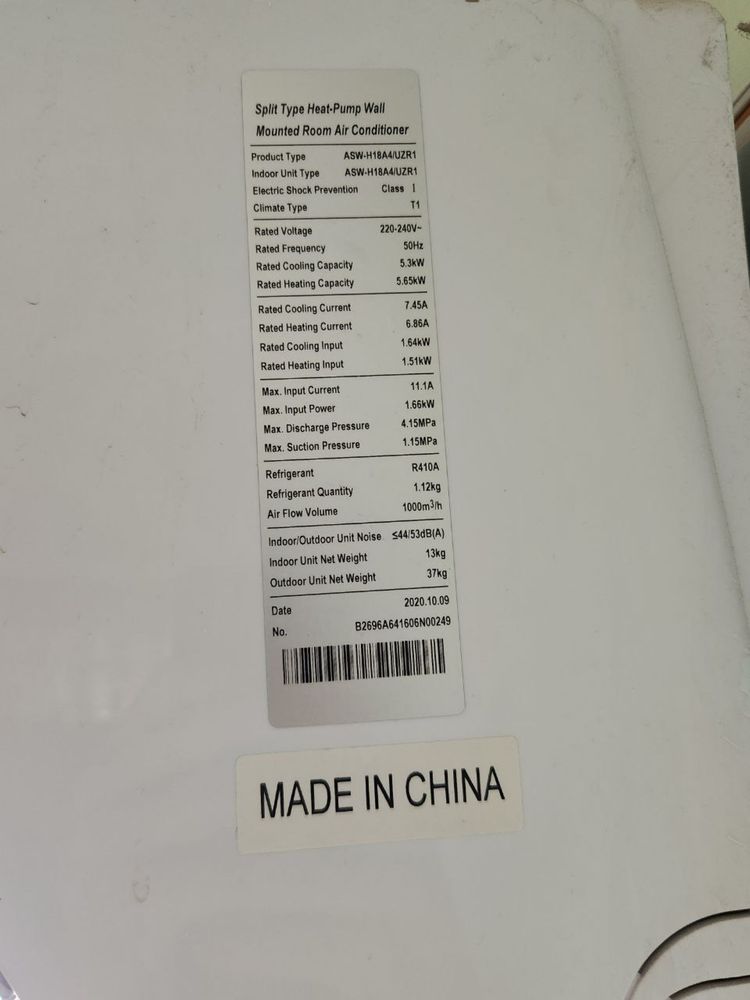 Split Type Heat-Pump Wall
Mounted Room Air Conditioner
Product Type ASW-H18A4/UZR1
Indoor Unit Type ASW-H18A4/UZR1
Electric Shock Prevention Class I
Climate Type T1
Rated Voltage 220-240V~
Rated Frequency 50Hz
Rated Cooling Capacity 5.3kW
Rated Heating Capacity 5.65kW
Rated Cooling Current 7.45A
Rated Heating Current 6.86A
Rated Cooling Input 1.64kW
Rated Heating Input 1.51kW
Max. Input Current 11.1A
Max. Input Power 1.66kW
Max. Discharge Pressure 4.15MPa
Max. Suction Pressure 1.15MPa
Refrigerant R410A
Refrigerant Quantity 1.12kg
Air Flow Volume 1000m³/h
Indoor/Outdoor Unit Noise ≤44/53dB(A)
Indoor Unit Net Weight 13kg
Outdoor Unit Net Weight 37kg
Date 2020.10.09
No. B2696A641606N00249
MADE IN CHINA